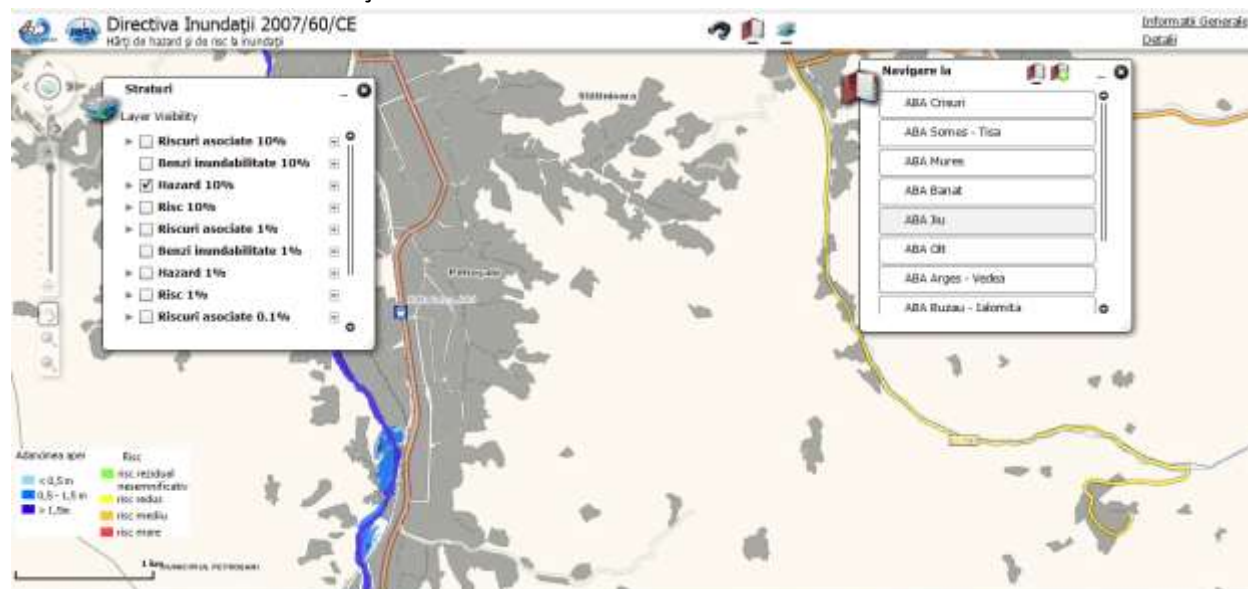 Directiva Inundații 2007/60/CE
Hărți de hazard și de risc la inundații
Informatii Generale
Detalii
Straturi
Layer Visibility
Riscuri asociate 10%
Benzi inundabilitate 10%
Hazard 10%
Risc 10%
Riscuri asociate 1%
Benzi inundabilitate 1%
Hazard 1%
Risc 1%
Riscuri asociate 0.1%
Navigare la
ABA Crisuri
ABA Somes - Tisa
ABA Mures
ABA Banat
ABA Jiu
ABA Olt
ABA Arges - Vedea
ABA Buzau - Ialomita
Slătinioara
Petroșani
Adancimea apei
< 0,5 m
0,5 - 1,5 m
> 1,5m
Risc
risc rezidual
nesemnificativ
risc redus
risc mediu
risc mare
1 km
MUNICIPIUL PETROSANI